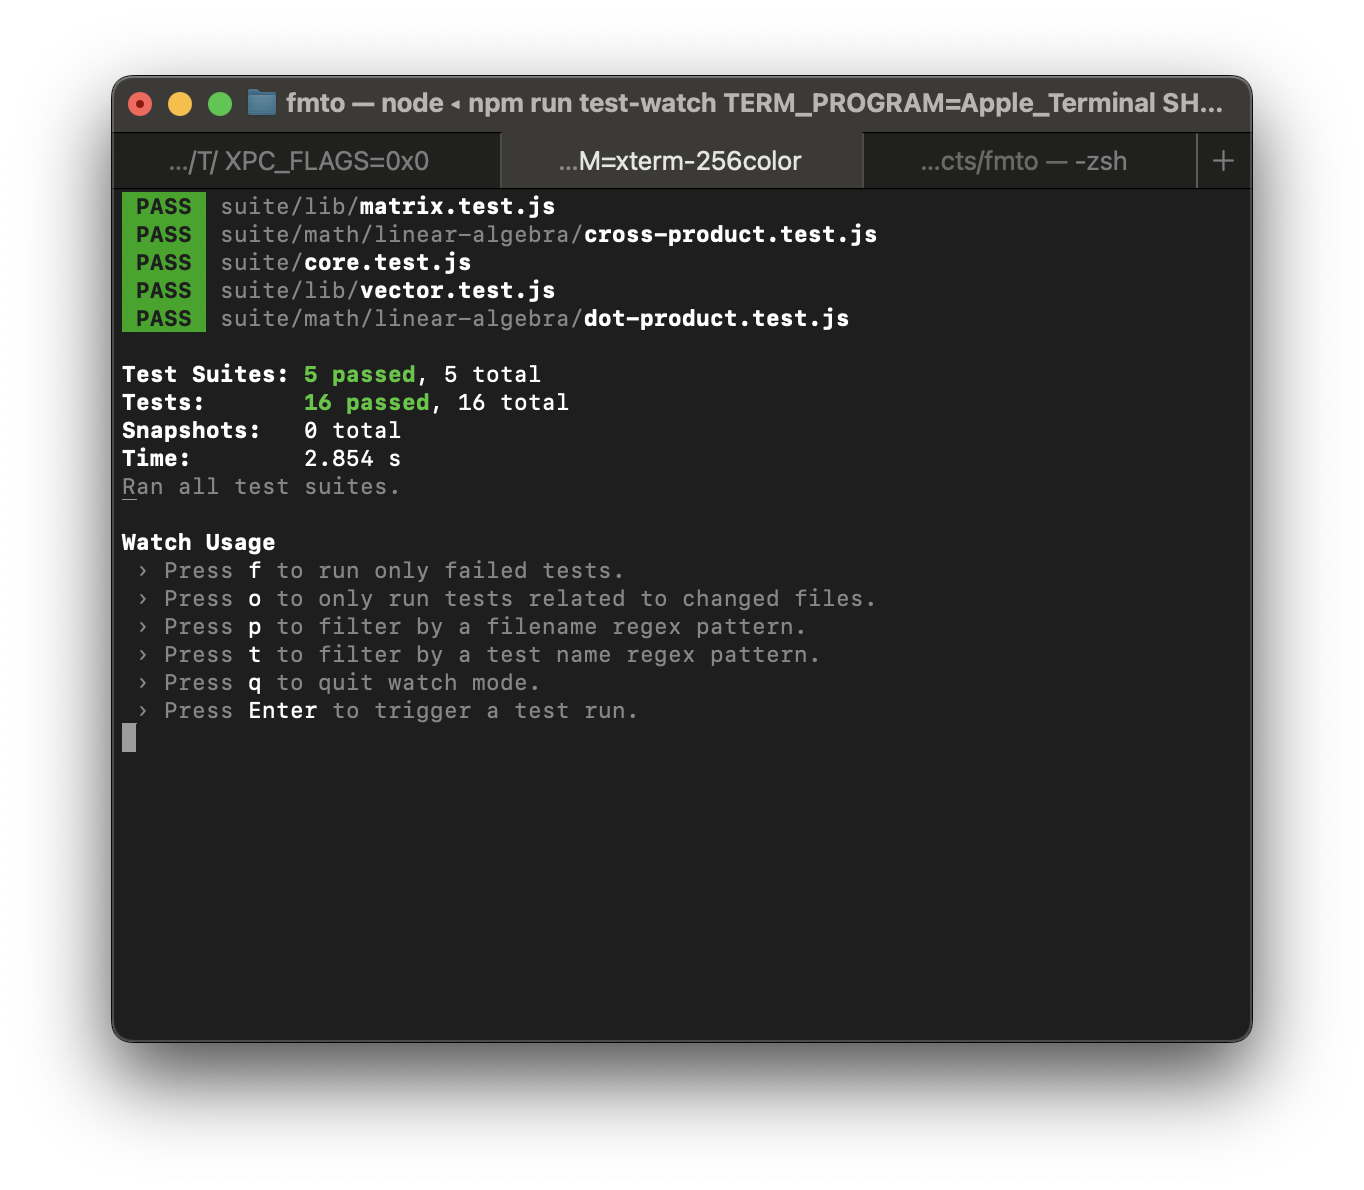 fmto — node ◂ npm run test-watch TERM_PROGRAM=Apple_Terminal SH...
.../T/ XPC_FLAGS=0x0 ...M=xterm-256color ...cts/fmto — -zsh +
PASS suite/lib/matrix.test.js
PASS suite/math/linear-algebra/cross-product.test.js
PASS suite/core.test.js
PASS suite/lib/vector.test.js
PASS suite/math/linear-algebra/dot-product.test.js
Test Suites: 5 passed, 5 total
Tests: 16 passed, 16 total
Snapshots: 0 total
Time: 2.854 s
Ran all test suites.
Watch Usage
› Press f to run only failed tests.
› Press o to only run tests related to changed files.
› Press p to filter by a filename regex pattern.
› Press t to filter by a test name regex pattern.
› Press q to quit watch mode.
› Press Enter to trigger a test run.